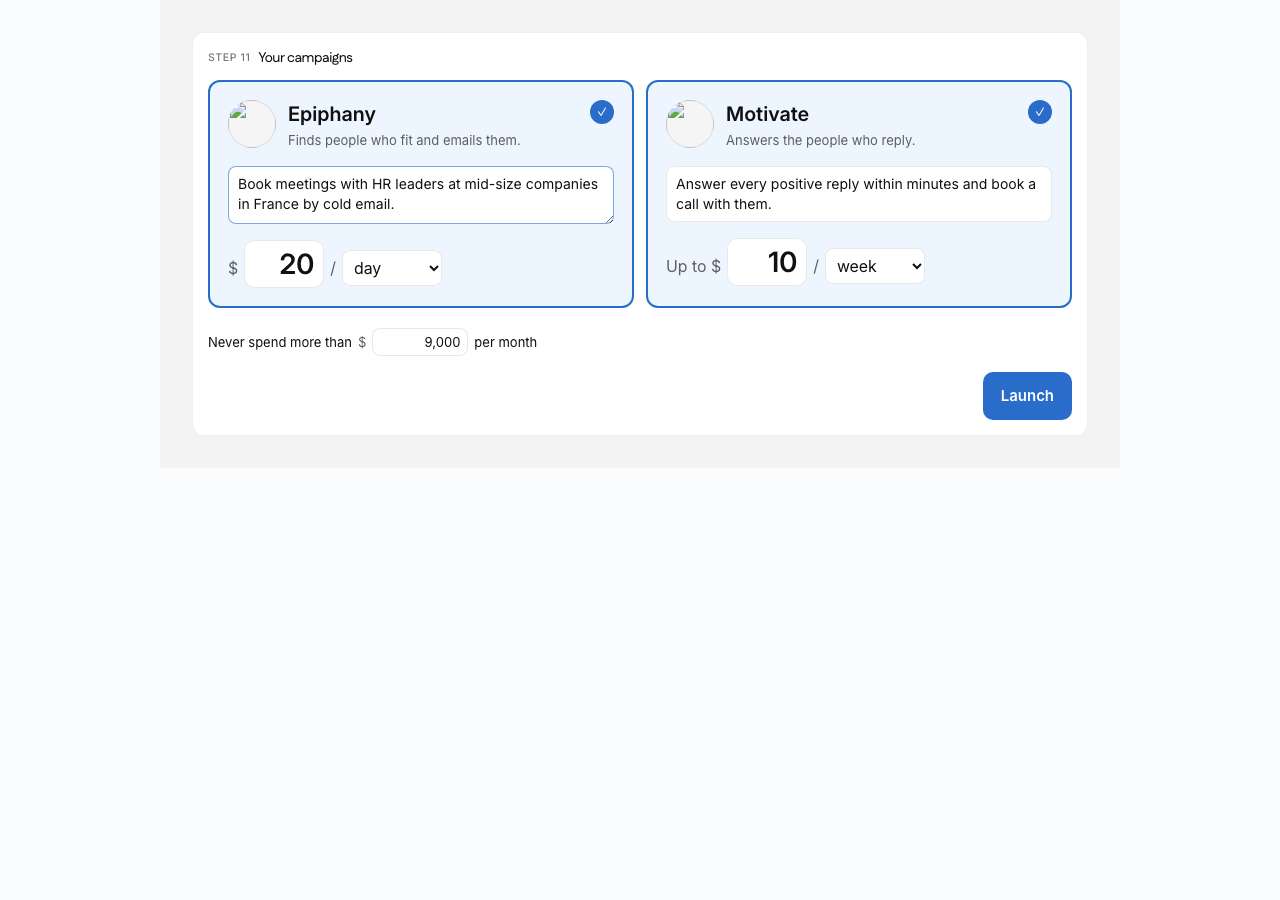 STEP 11 Your campaigns
Epiphany
Finds people who fit and emails them.
Book meetings with HR leaders at mid-size companies
in France by cold email.
$ 20 / day
Motivate
Answers the people who reply.
Answer every positive reply within minutes and book a
call with them.
Up to $ 10 / week
Never spend more than $ 9,000 per month
Launch